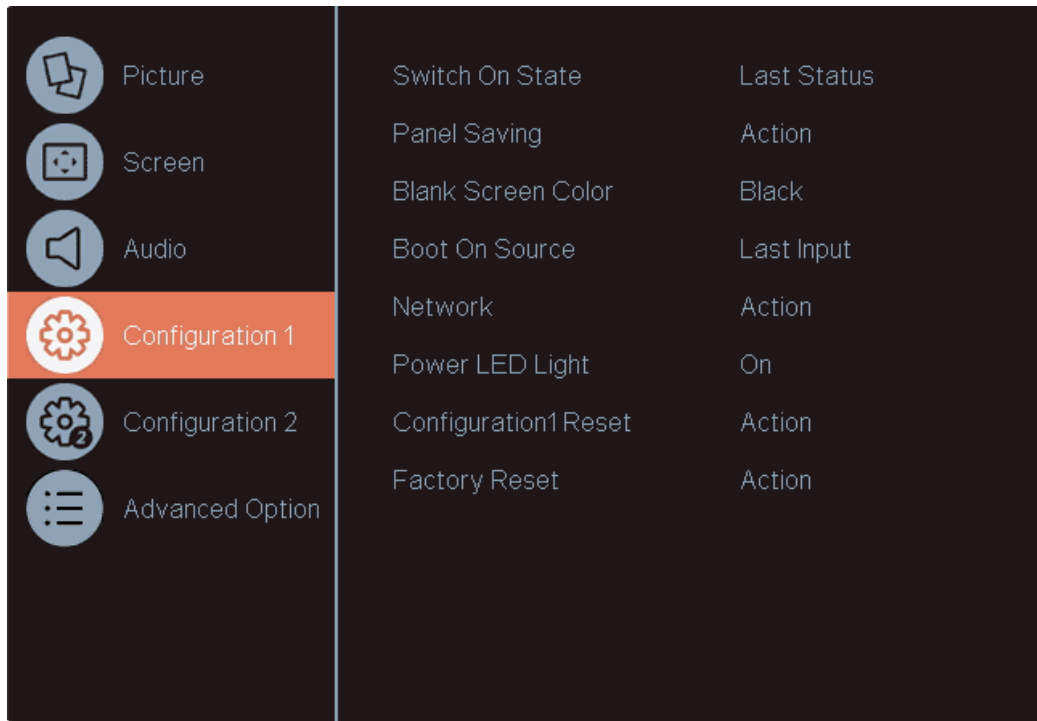 Picture
Screen
Audio
Configuration 1
Configuration 2
2
Advanced Option
Switch On State Last Status
Panel Saving Action
Blank Screen Color Black
Boot On Source Last Input
Network Action
Power LED Light On
Configuration1 Reset Action
Factory Reset Action